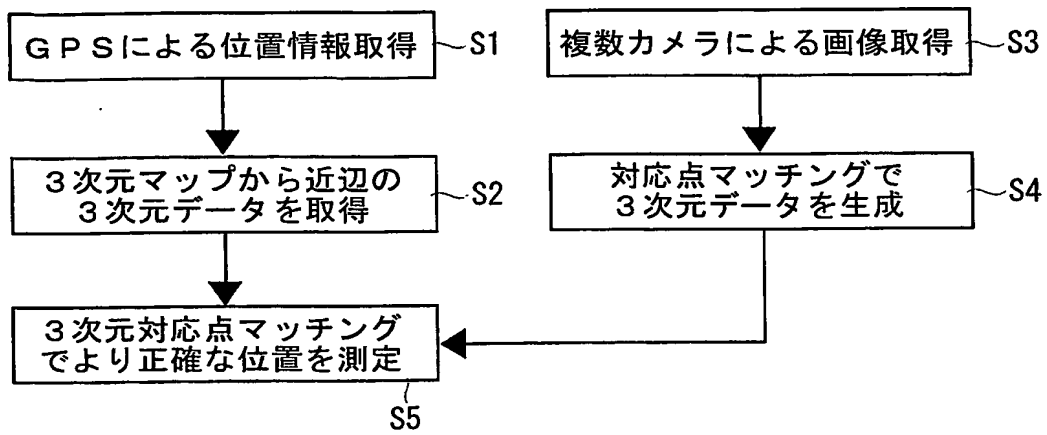 GPSによる位置情報取得
S1
複数カメラによる画像取得
S3
3次元マップから近辺の
3次元データを取得
S2
対応点マッチングで
3次元データを生成
S4
3次元対応点マッチング
でより正確な位置を測定
S5